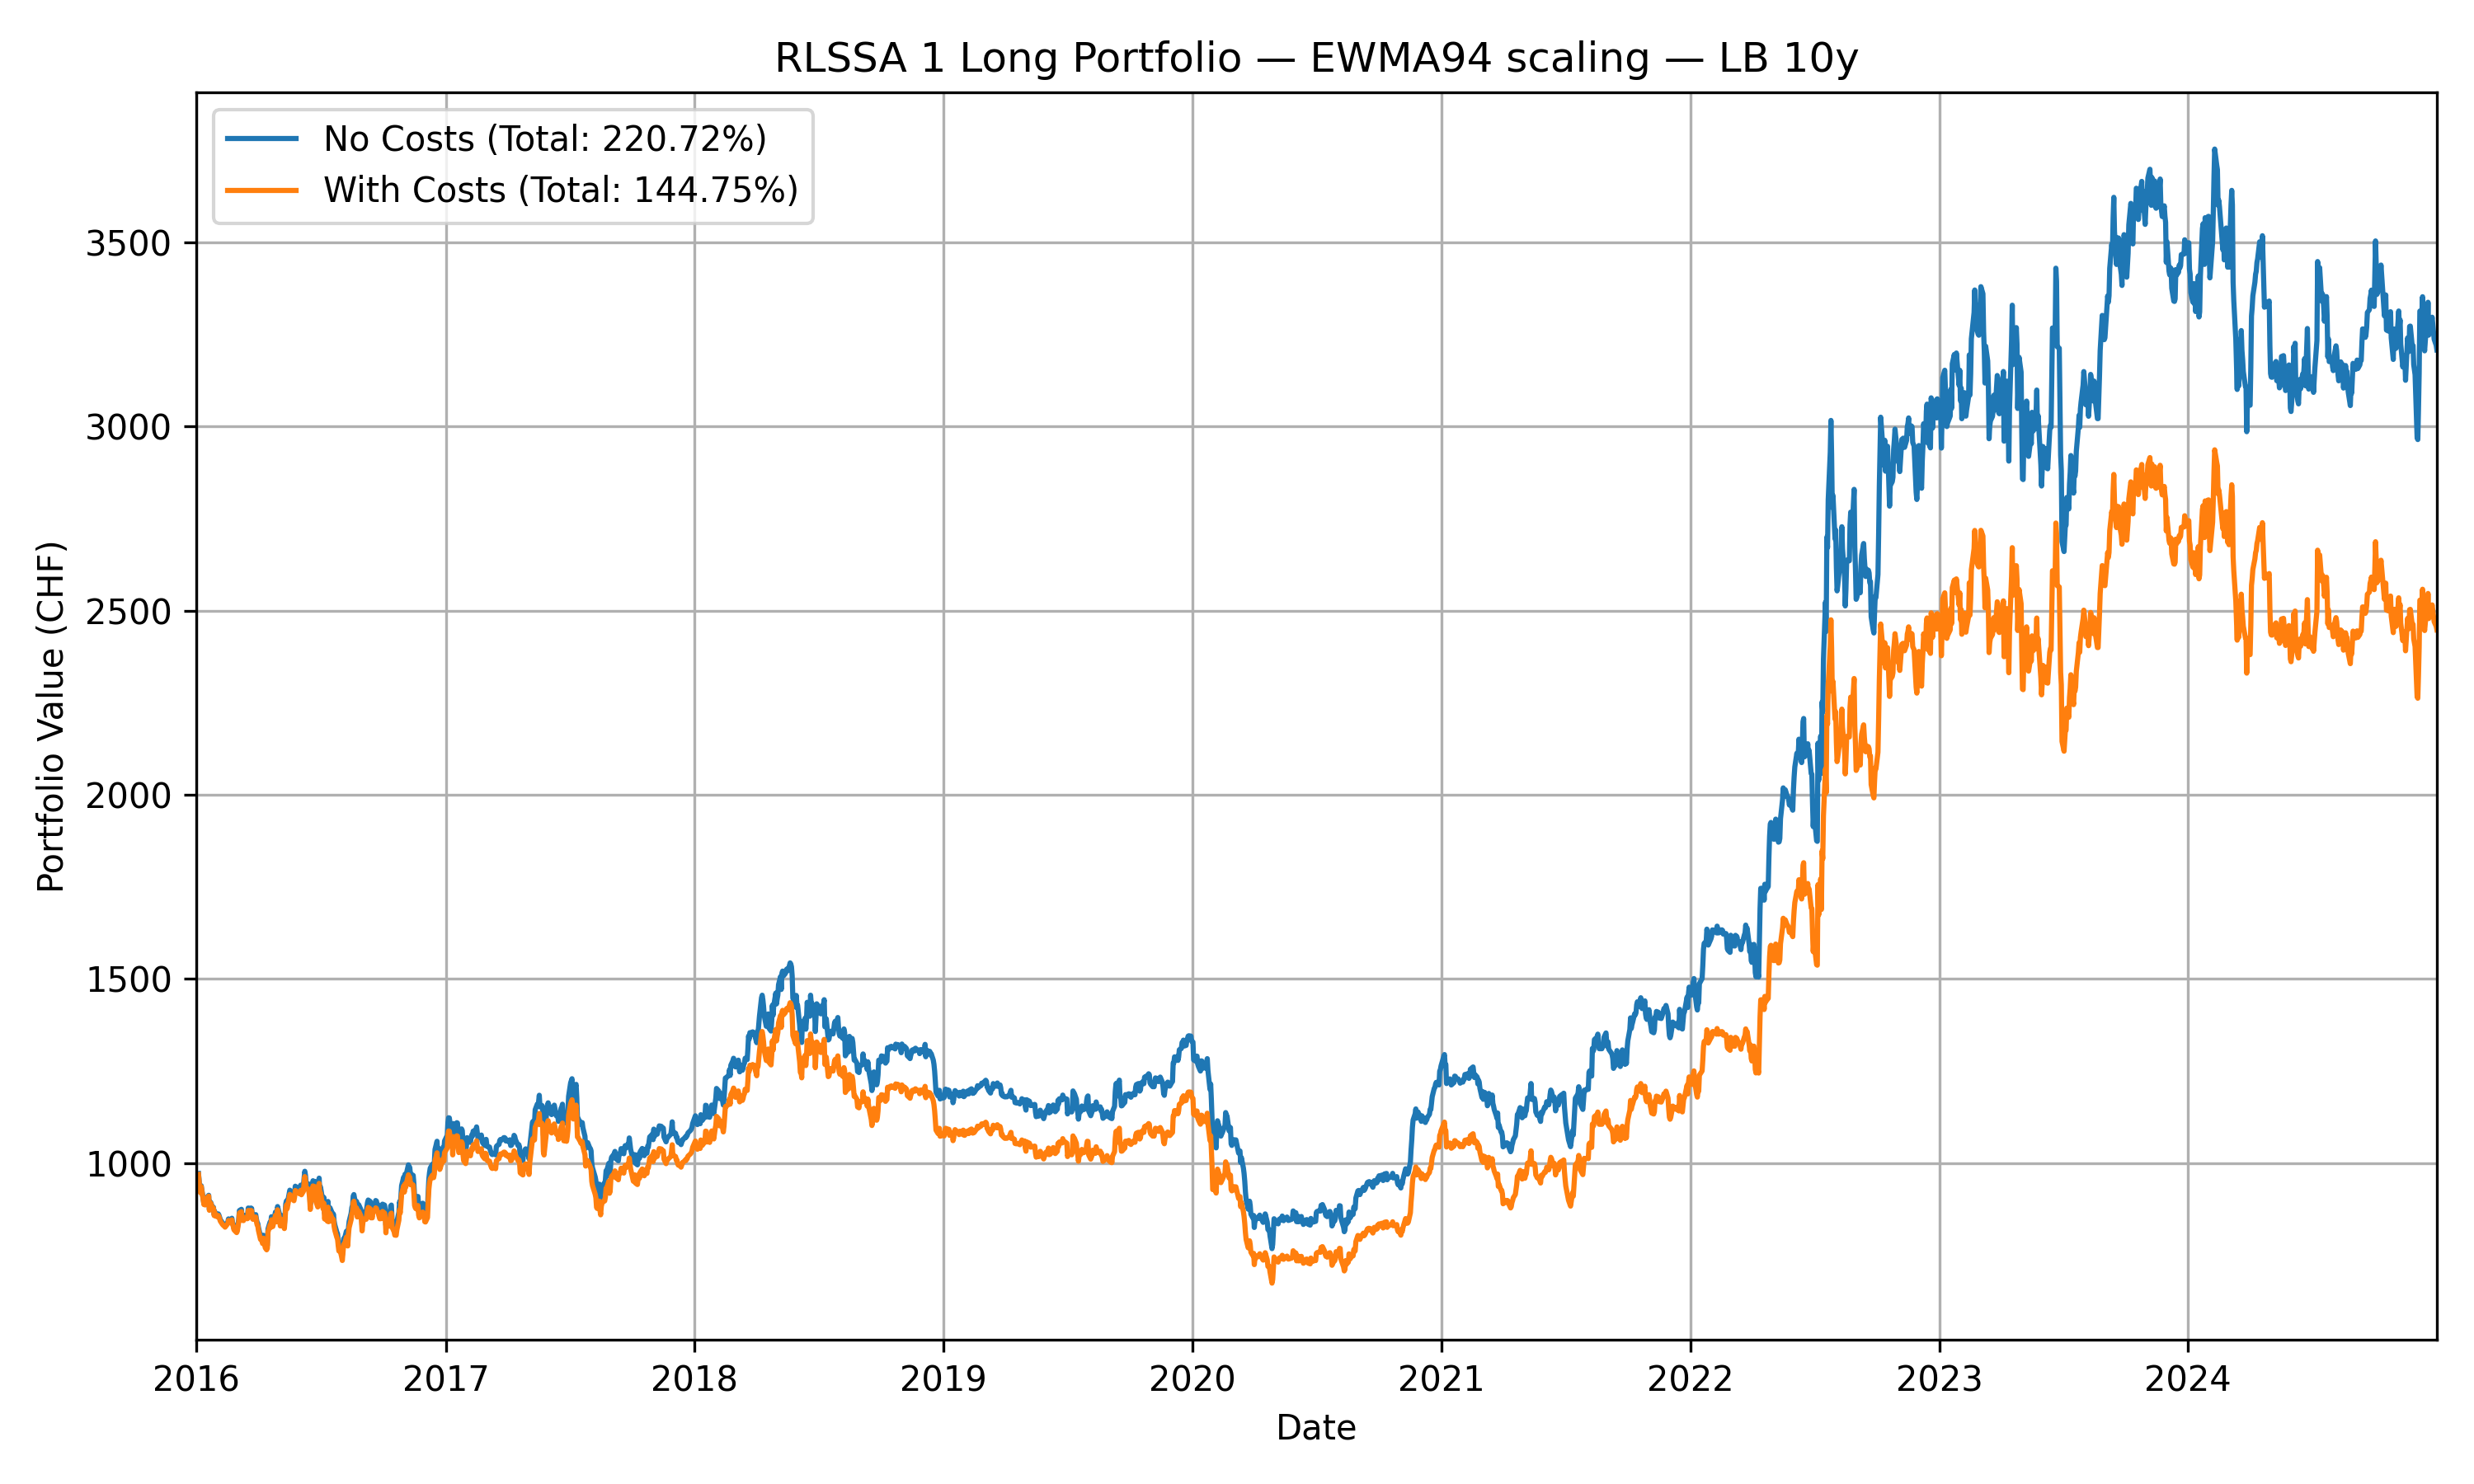 RLSSA 1 Long Portfolio — EWMA94 scaling — LB 10y
No Costs (Total: 220.72%)
With Costs (Total: 144.75%)
Portfolio Value (CHF)
3500
3000
2500
2000
1500
1000
2016 2017 2018 2019 2020 2021 2022 2023 2024
Date